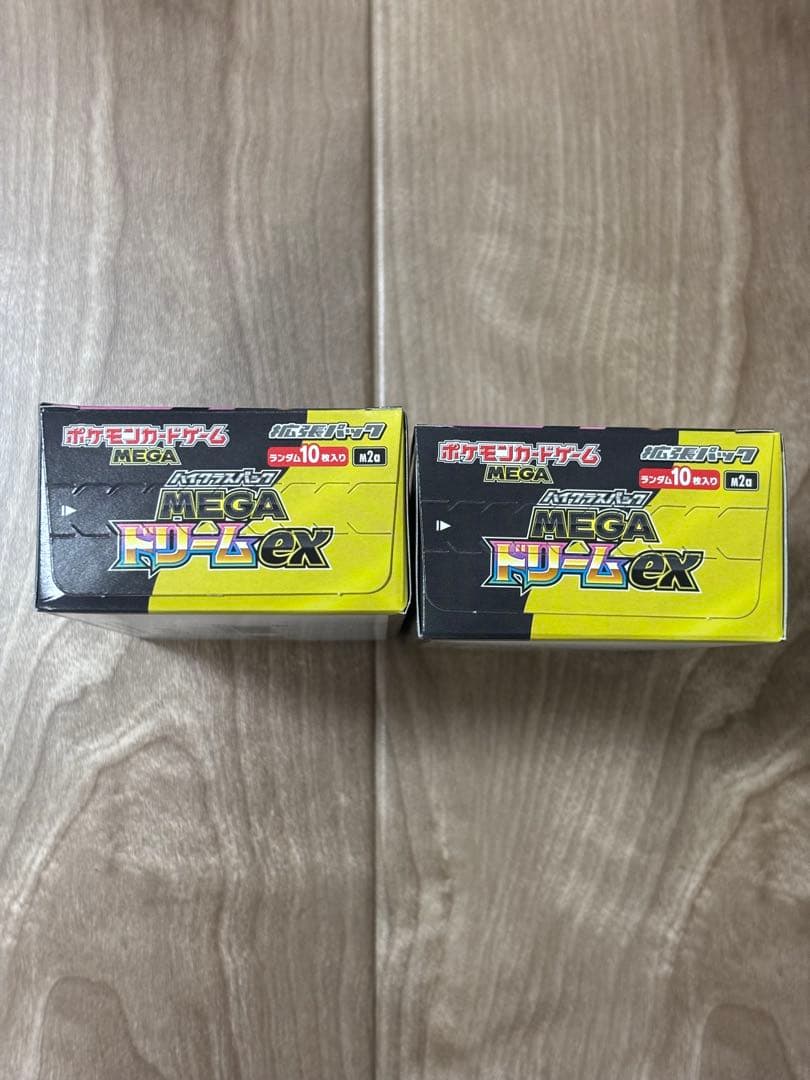 ポケモンカードゲーム
MEGA
拡張パック
ランダム10枚入り
M2a
ハイクラスパック
MEGA
ドリームex
ポケモンカードゲーム
MEGA
拡張パック
ランダム10枚入り
M2a
ハイクラスパック
MEGA
ドリームex